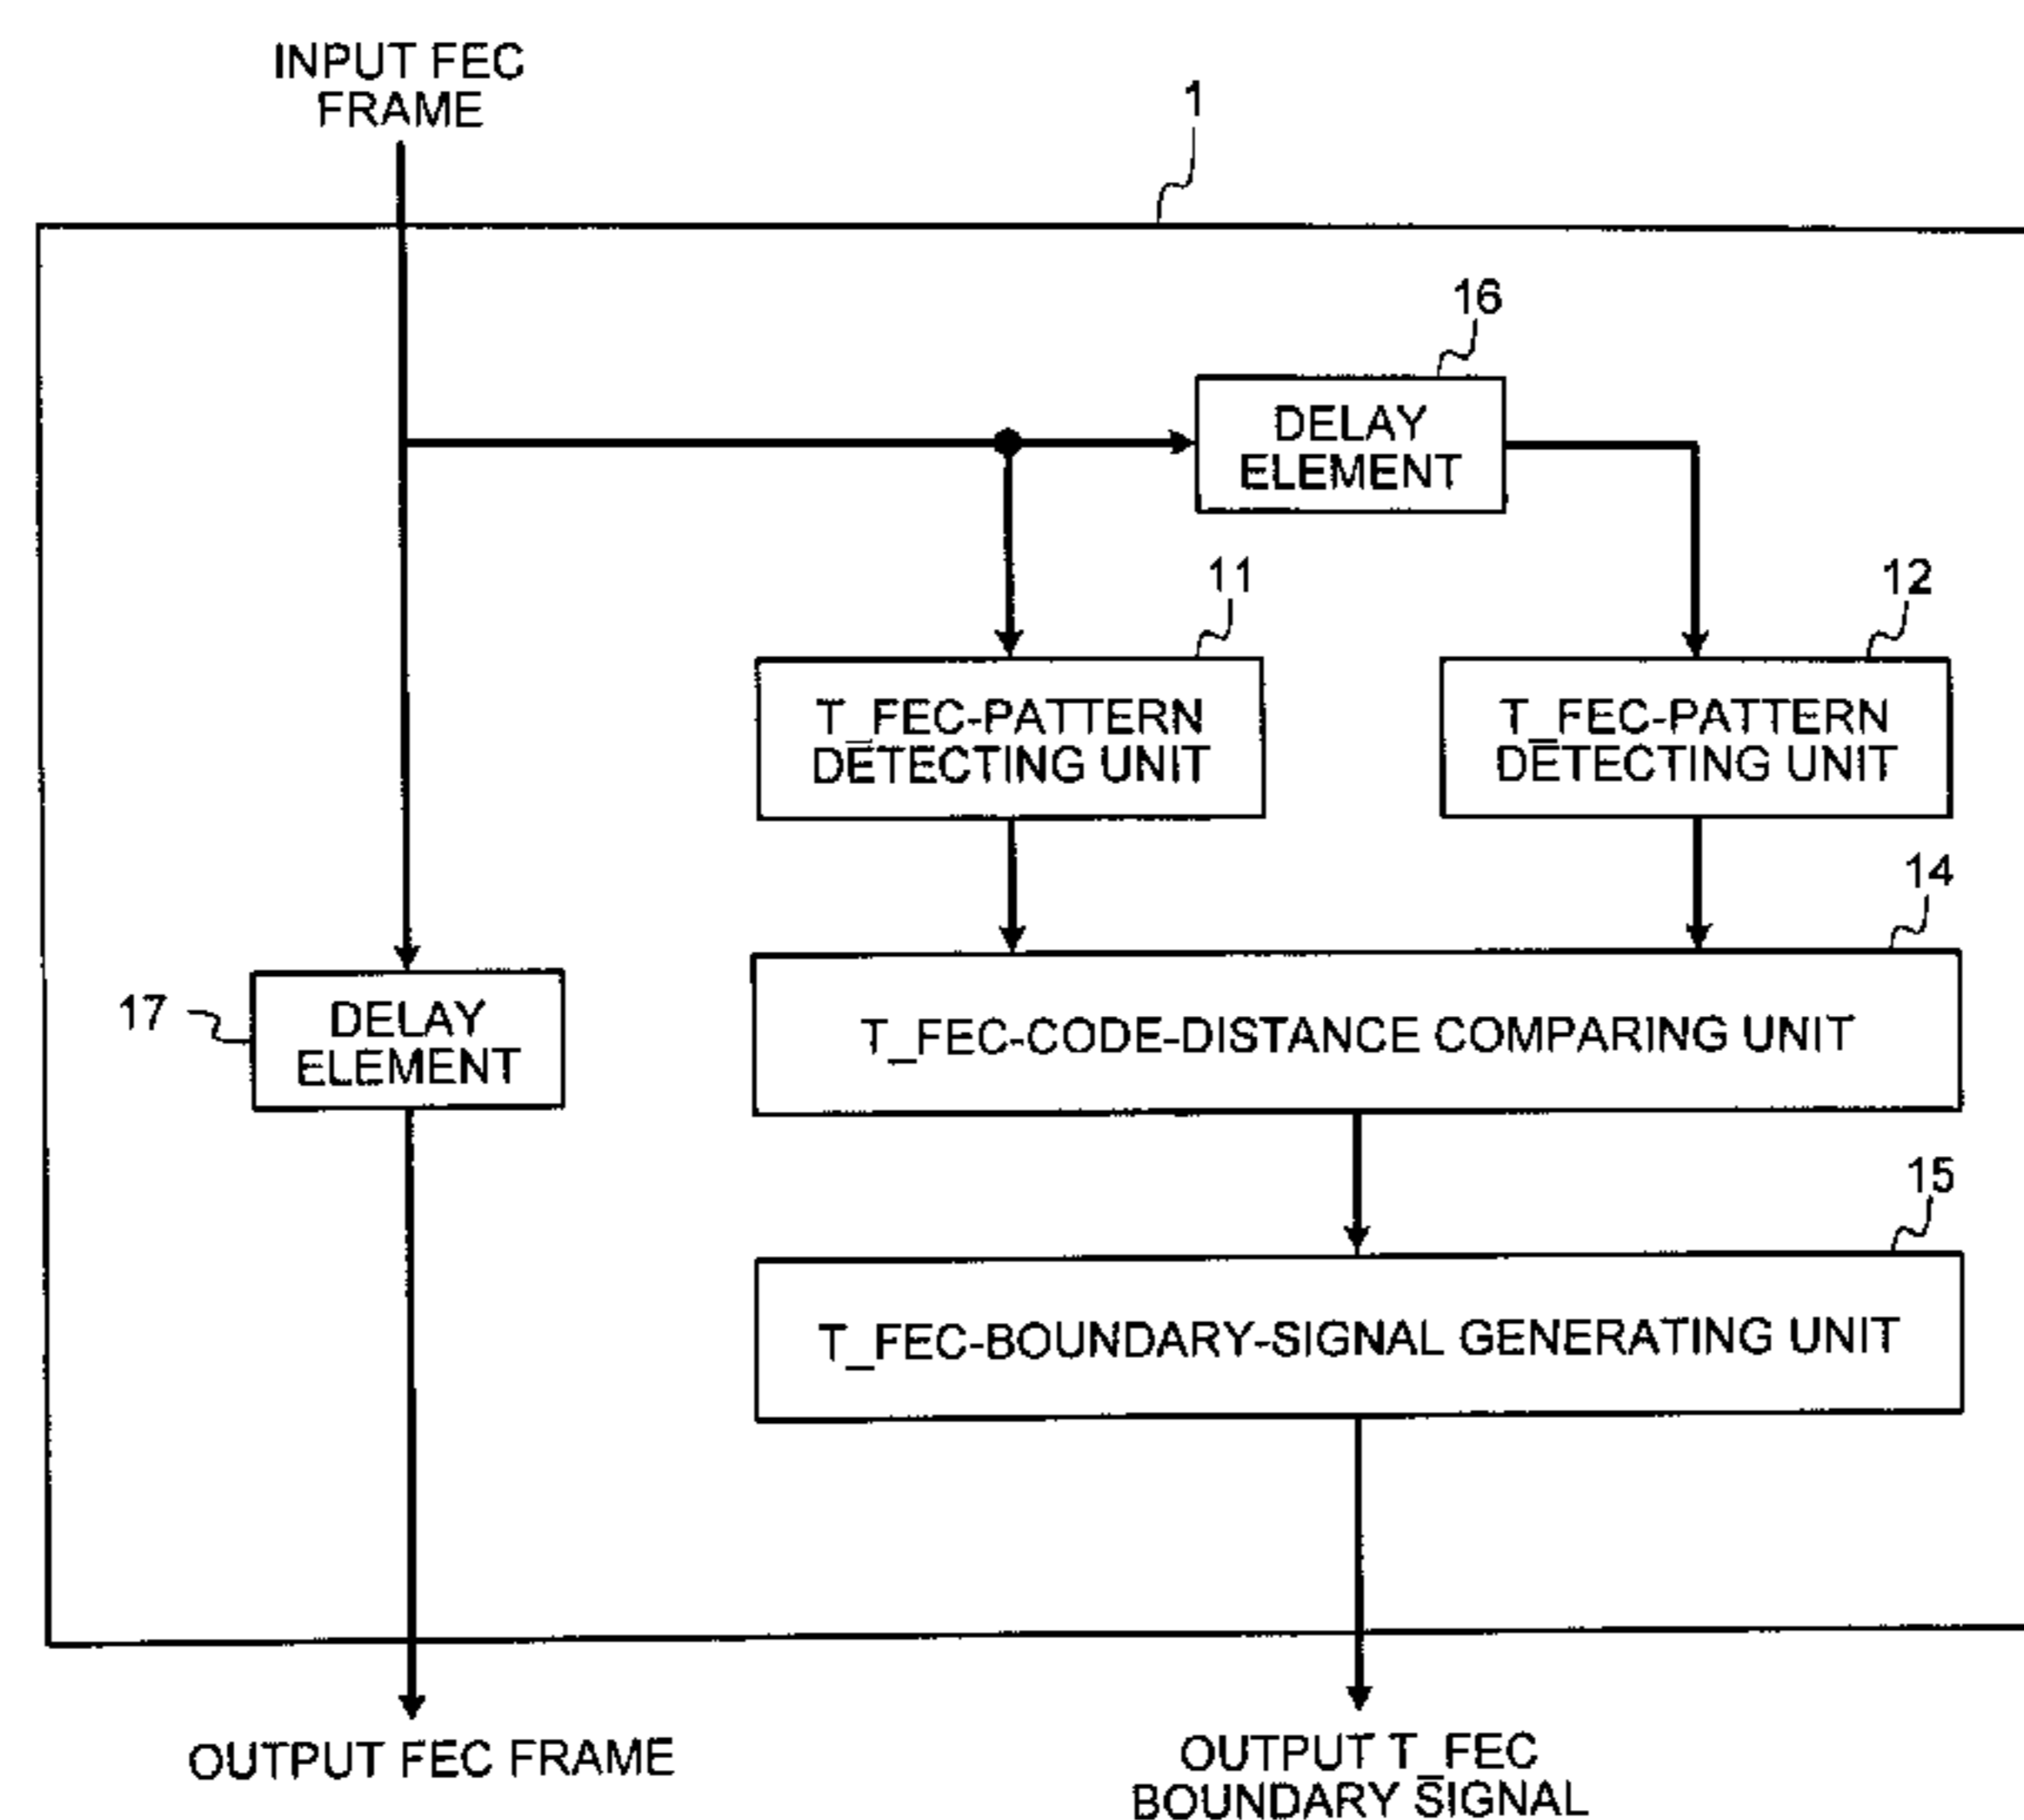 INPUT FEC
FRAME
1
16
DELAY
ELEMENT
11
12
T_FEC-PATTERN
DETECTING UNIT
T_FEC-PATTERN
DETECTING UNIT
14
17
DELAY
ELEMENT
T_FEC-CODE-DISTANCE COMPARING UNIT
15
T_FEC-BOUNDARY-SIGNAL GENERATING UNIT
OUTPUT FEC FRAME
OUTPUT T_FEC
BOUNDARY SIGNAL